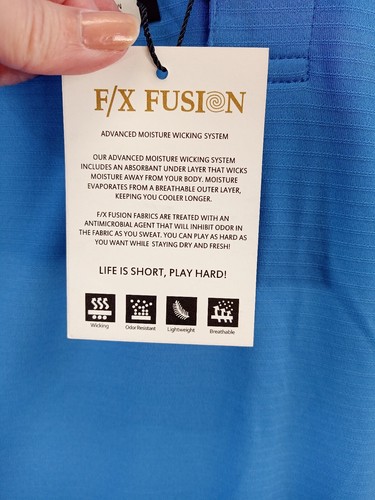 F/X FUSION
ADVANCED MOISTURE WICKING SYSTEM
OUR ADVANCED MOISTURE WICKING SYSTEM
INCLUDES AN ABSORBANT UNDER LAYER THAT WICKS
MOISTURE AWAY FROM YOUR BODY. MOISTURE
EVAPORATES FROM A BREATHABLE OUTER LAYER,
KEEPING YOU COOLER LONGER.
F/X FUSION FABRICS ARE TREATED WITH AN
ANTIMICROBIAL AGENT THAT WILL INHIBIT ODOR IN
THE FABRIC AS YOU SWEAT. YOU CAN PLAY AS HARD AS
YOU WANT WHILE STAYING DRY AND FRESH!
LIFE IS SHORT, PLAY HARD!
Wicking Odor Resistant Lightweight Breathable